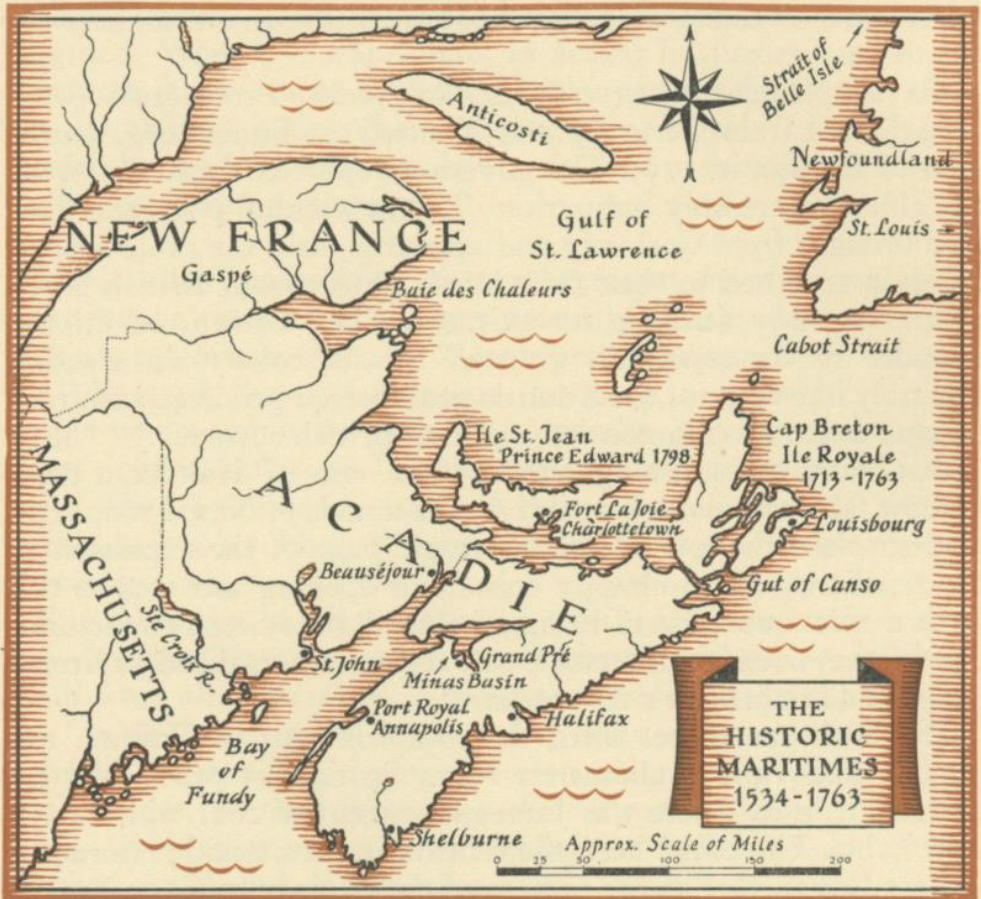 Strait of
Belle Isle
Anticosti
Newfoundland
NEW FRANCE
Gulf of
St. Lawrence
St. Louis
Gaspé
Baie des Chaleurs
Cabot Strait
Ile St. Jean
Prince Edward 1798
Cap Breton
Ile Royale
1713-1763
MASSACHUSETTS
ACADIE
Fort La Joie
Charlottetown
Louisbourg
Beauséjour
Gut of Canso
Ste Croix R.
St. John
Grand Pré
Minas Basin
Port Royal
Annapolis
Halifax
Bay
of
Fundy
THE
HISTORIC
MARITIMES
1534-1763
Shelburne
Approx. Scale of Miles
0 25 50 100 150 200